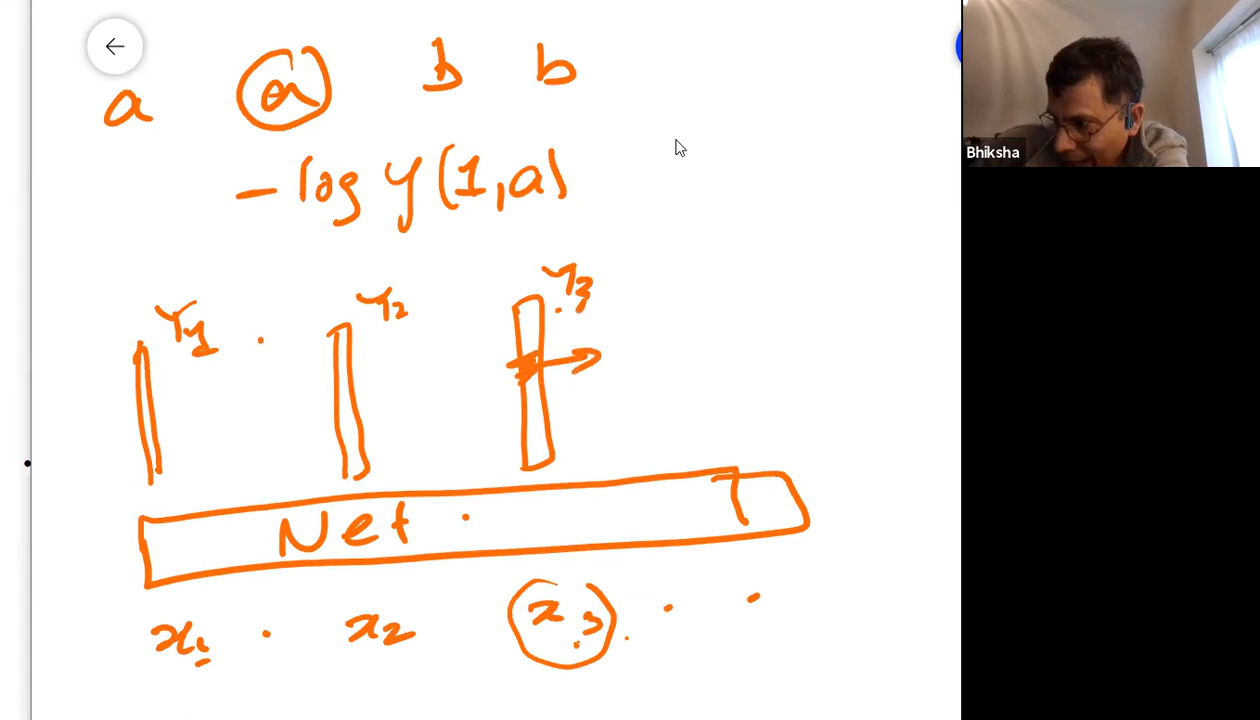 a a b b
Bhiksha
- log y(1,a)
Y1 Y2 Y3
Net
x1 x2 x3